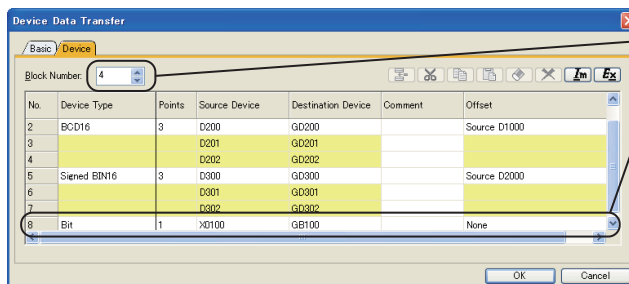 Device Data Transfer
Basic Device
Block Number: 4 Im Ex
No. Device Type Points Source Device Destination Device Comment Offset
2 BCD16 3 D200 GD200 Source D1000
3 D201 GD201
4 D202 GD202
5 Signed BIN16 3 D300 GD300 Source D2000
6 D301 GD301
7 D302 GD302
8 Bit 1 X0100 GB100 None
OK Cancel